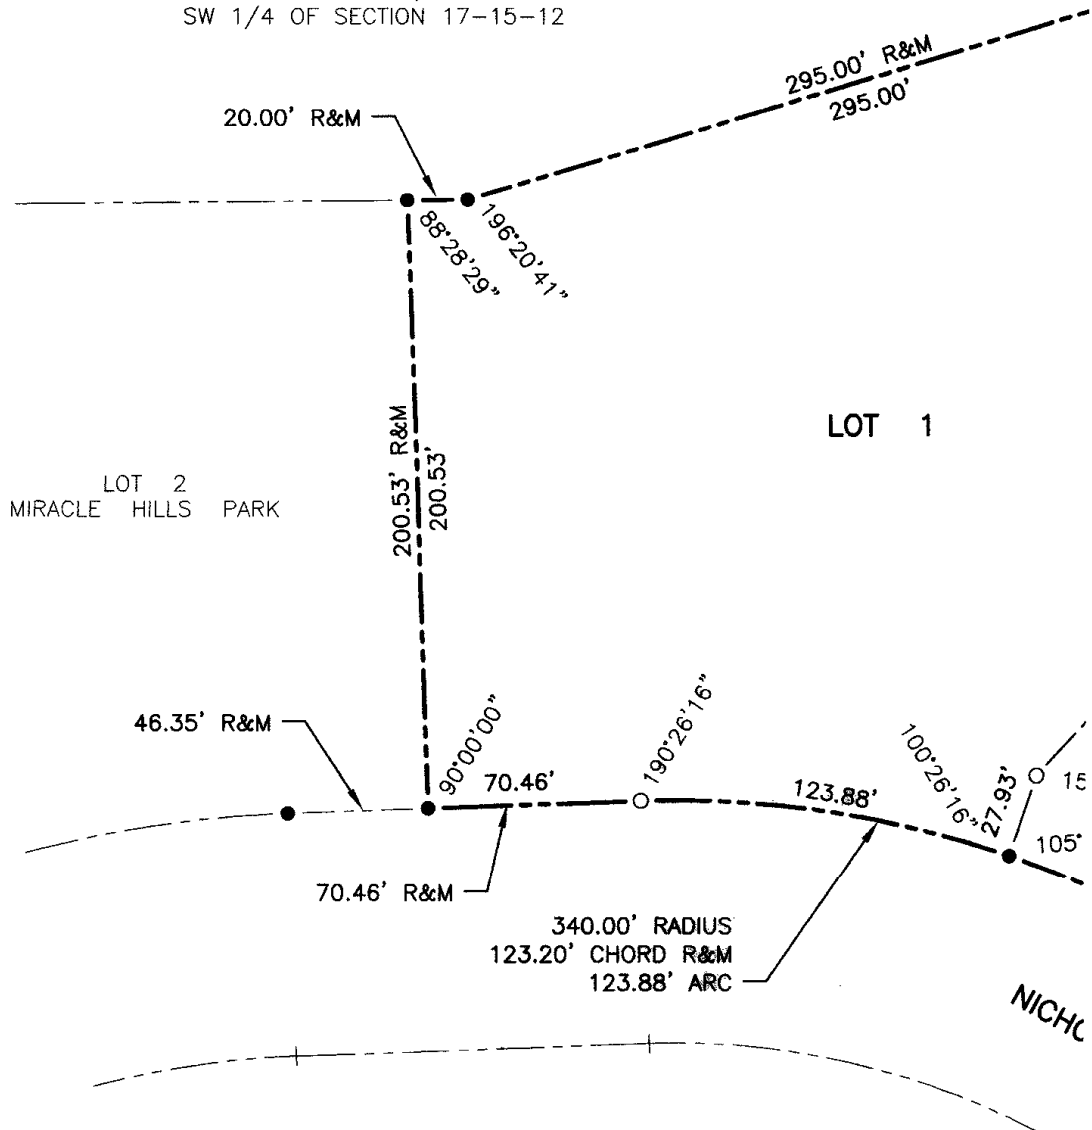 SW 1/4 OF SECTION 17-15-12
295.00' R&M
295.00'
20.00' R&M
88°28'29"
196°20'41"
LOT 1
200.53' R&M
200.53'
LOT 2
MIRACLE HILLS PARK
46.35' R&M
90°00'00"
70.46'
190°26'16"
123.88'
100°26'16"
27.93'
15
105°
70.46' R&M
340.00' RADIUS
123.20' CHORD R&M
123.88' ARC
NICHO